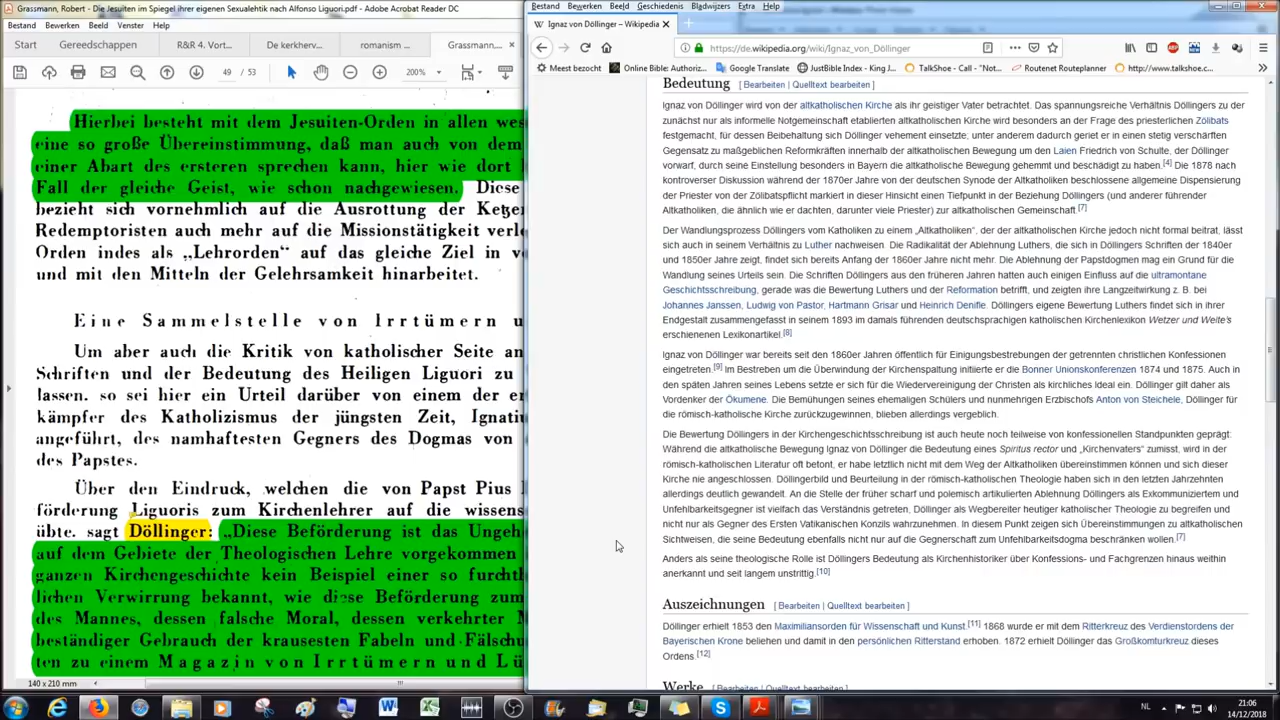 Grassmann, Robert - Die Jesuiten im Spiegel ihrer eigenen Sexualethik nach Alfonso Liguori.pdf - Adobe Acrobat Reader DC
Bestand Bewerken Beeld Venster Help
Start Gereedschappen R&R 4. Vort... De kerkherv... romanism ... Grassman... ×
49 / 53 200%
Hierbei besteht mit dem Jesuiten-Orden in allen wes
eine so große Übereinstimmung, daß man auch von dem
einer Abart des ersteren sprechen kann, hier wie dort
Fall der gleiche Geist, wie schon nachgewiesen. Diese
bezieht sich vornehmlich auf die Ausrottung der Ketzer
Redemptoristen auch mehr auf die Missionstätigkeit verl
Orden indes als „Lehrorden“ auf das gleiche Ziel in v
und mit den Mitteln der Gelehrsamkeit hinarbeitet.
Eine Sammelstelle von Irrtümern u
Um aber auch die Kritik von katholischer Seite an
Schriften und der Bedeutung des Heiligen Liguori zu
lassen. so sei hier ein Urteil darüber von einem der er
kämpfer des Katholizismus der jüngsten Zeit, Ignati
angeführt, des namhaftesten Gegners des Dogmas von
des Papstes.
Über den Eindruck, welchen die von Papst Pius
förderung Liguoris zum Kirchenlehrer auf die wissens
übte. sagt Döllinger: „Diese Beförderung ist das Ungeh
auf dem Gebiete der Theologischen Lehre vorgekommen
ganzen Kirchengeschichte kein Beispiel einer so furchth
lichen Verwirrung bekannt, wie diese Beförderung zum
des Mannes, dessen falsche Moral, dessen verkehrter M
beständiger Gebrauch der krausesten Fabeln und Fälsch
ten zu einem Magazin von Irrtümern und Lü
140 x 210 mm
Bestand Bewerken Beeld Geschiedenis Bladwijzers Extra Help
Ignaz von Döllinger – Wikipedia ×
https://de.wikipedia.org/wiki/Ignaz_von_Döllinger
Meest bezocht Online Bible: Authoriz... Google Translate JustBible Index - King J... TalkShoe - Call - "Not... Routenet Routeplanner http://www.talkshoe.c...
Bedeutung [ Bearbeiten | Quelltext bearbeiten ]
Ignaz von Döllinger wird von der altkatholischen Kirche als ihr geistiger Vater betrachtet. Das spannungsreiche Verhältnis Döllingers zu der
zunächst nur als informelle Notgemeinschaft etablierten altkatholischen Kirche wird besonders an der Frage des priesterlichen Zölibats
festgemacht, für dessen Beibehaltung sich Döllinger vehement einsetzte; unter anderem dadurch geriet er in einen stetig verschärften
Gegensatz zu maßgeblichen Reformkräften innerhalb der altkatholischen Bewegung um den Laien Friedrich von Schulte, der Döllinger
vorwarf, durch seine Einstellung besonders in Bayern die altkatholische Bewegung gehemmt und beschädigt zu haben.[4] Die 1878 nach
kontroverser Diskussion während der 1870er Jahre von der deutschen Synode der Altkatholiken beschlossene allgemeine Dispensierung
der Priester von der Zölibatspflicht markiert in dieser Hinsicht einen Tiefpunkt in der Beziehung Döllingers (und anderer führender
Altkatholiken, die ähnlich wie er dachten, darunter viele Priester) zur altkatholischen Gemeinschaft.[7]
Der Wandlungsprozess Döllingers vom Katholiken zu einem „Altkatholiken“, der der altkatholischen Kirche jedoch nicht formal beitrat, lässt
sich auch in seinem Verhältnis zu Luther nachweisen. Die Radikalität der Ablehnung Luthers, die sich in Döllingers Schriften der 1840er
und 1850er Jahre zeigt, findet sich bereits Anfang der 1860er Jahre nicht mehr. Die Ablehnung der Papstdogmen mag ein Grund für die
Wandlung seines Urteils sein. Die Schriften Döllingers aus den früheren Jahren hatten auch einigen Einfluss auf die ultramontane
Geschichtsschreibung, gerade was die Bewertung Luthers und der Reformation betrifft, und zeigten ihre Langzeitwirkung z. B. bei
Johannes Janssen, Ludwig von Pastor, Hartmann Grisar und Heinrich Denifle. Döllingers eigene Bewertung Luthers findet sich in ihrer
Endgestalt zusammengefasst in seinem 1893 im damals führenden deutschsprachigen katholischen Kirchenlexikon Wetzer und Welte's
erschienenen Lexikonartikel.[8]
Ignaz von Döllinger war bereits seit den 1860er Jahren öffentlich für Einigungsbestrebungen der getrennten christlichen Konfessionen
eingetreten.[9] Im Bestreben um die Überwindung der Kirchenspaltung initiierte er die Bonner Unionskonferenzen 1874 und 1875. Auch in
den späten Jahren seines Lebens setzte er sich für die Wiedervereinigung der Christen als kirchliches Ideal ein. Döllinger gilt daher als
Vordenker der Ökumene. Die Bemühungen seines ehemaligen Schülers und nunmehrigen Erzbischofs Anton von Steichele, Döllinger für
die römisch-katholische Kirche zurückzugewinnen, blieben allerdings vergeblich.
Die Bewertung Döllingers in der Kirchengeschichtsschreibung ist auch heute noch teilweise von konfessionellen Standpunkten geprägt:
Während die altkatholische Bewegung Ignaz von Döllinger die Bedeutung eines Spiritus rector und „Kirchenvaters“ zumisst, wird in der
römisch-katholischen Literatur oft betont, er habe letztlich nicht mit dem Weg der Altkatholiken übereinstimmen können und sich dieser
Kirche nie angeschlossen. Döllingerbild und Beurteilung in der römisch-katholischen Theologie haben sich in den letzten Jahrzehnten
allerdings deutlich gewandelt. An die Stelle der früher scharf und polemisch artikulierten Ablehnung Döllingers als Exkommuniziertem und
Unfehlbarkeitsgegner ist vielfach das Verständnis getreten, Döllinger als Wegbereiter heutiger katholischer Theologie zu begreifen und
nicht nur als Gegner des Ersten Vatikanischen Konzils wahrzunehmen. In diesem Punkt zeigen sich Übereinstimmungen zu altkatholischen
Sichtweisen, die seine Bedeutung ebenfalls nicht nur auf die Gegnerschaft zum Unfehlbarkeitsdogma beschränken wollen.[7]
Anders als seine theologische Rolle ist Döllingers Bedeutung als Kirchenhistoriker über Konfessions- und Fachgrenzen hinaus weithin
anerkannt und seit langem unstrittig.[10]
Auszeichnungen [ Bearbeiten | Quelltext bearbeiten ]
Döllinger erhielt 1853 den Maximiliansorden für Wissenschaft und Kunst.[11] 1868 wurde er mit dem Ritterkreuz des Verdienstordens der
Bayerischen Krone beliehen und damit in den persönlichen Ritterstand erhoben. 1872 erhielt Döllinger das Großkomturkreuz dieses
Ordens.[12]
Werke [ Bearbeiten | Quelltext bearbeiten ]
NL 21:06
14/12/2018